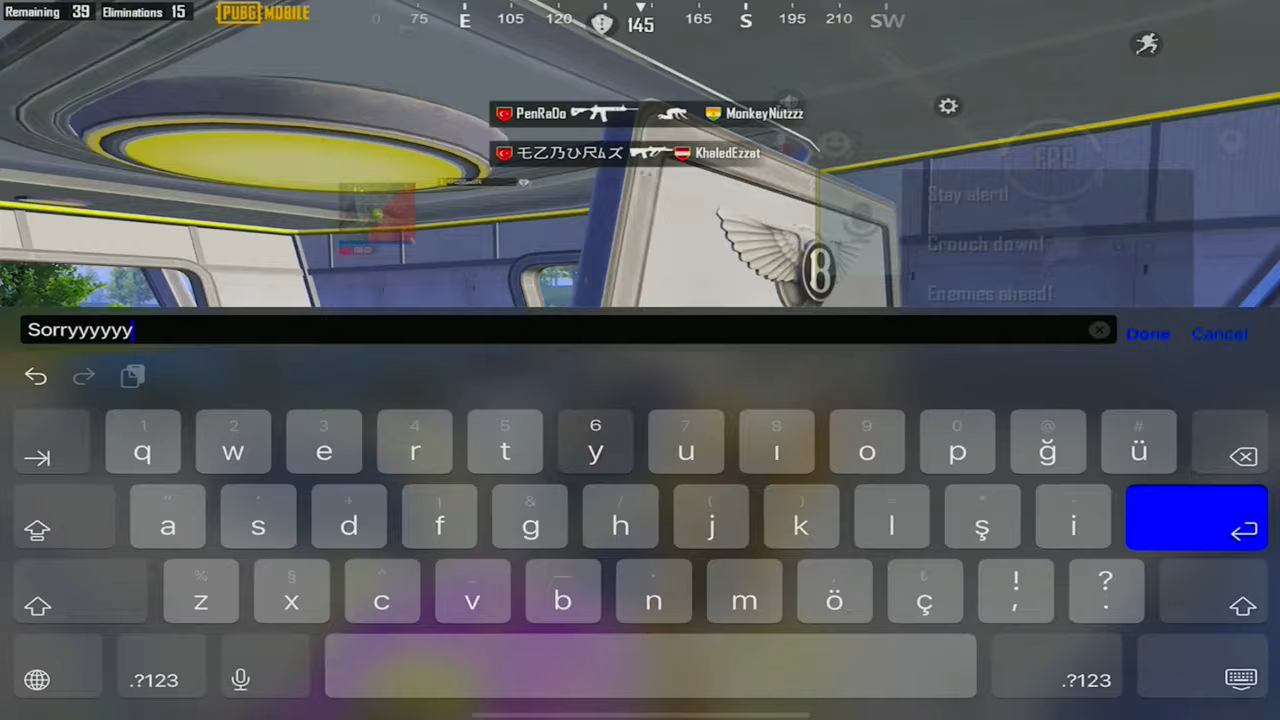 Remaining 39 Eliminations 15 PUBG MOBILE
0 75 E 105 120 145 165 S 195 210 SW
PenRaDo MonkeyNutzzz
モ乙乃ひ尺ムズ KhaledEzzat
FPP
Stay alert!
Crouch down!
Enemies ahead!
B
Sorryyyyyy Done Cancel
1 2 3 4 5 6 7 8 9 0 @ #
q w e r t y u ı o p ğ ü
a s d f g h j k l ş i
z x c v b n m ö ç ! , ? .
.?123 .?123